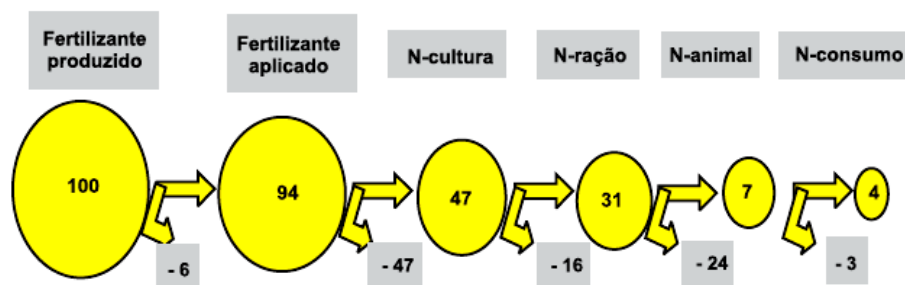 Fertilizante
produzido
Fertilizante
aplicado
N-cultura
N-ração
N-animal
N-consumo
100
94
47
31
7
4
- 6
- 47
- 16
- 24
- 3